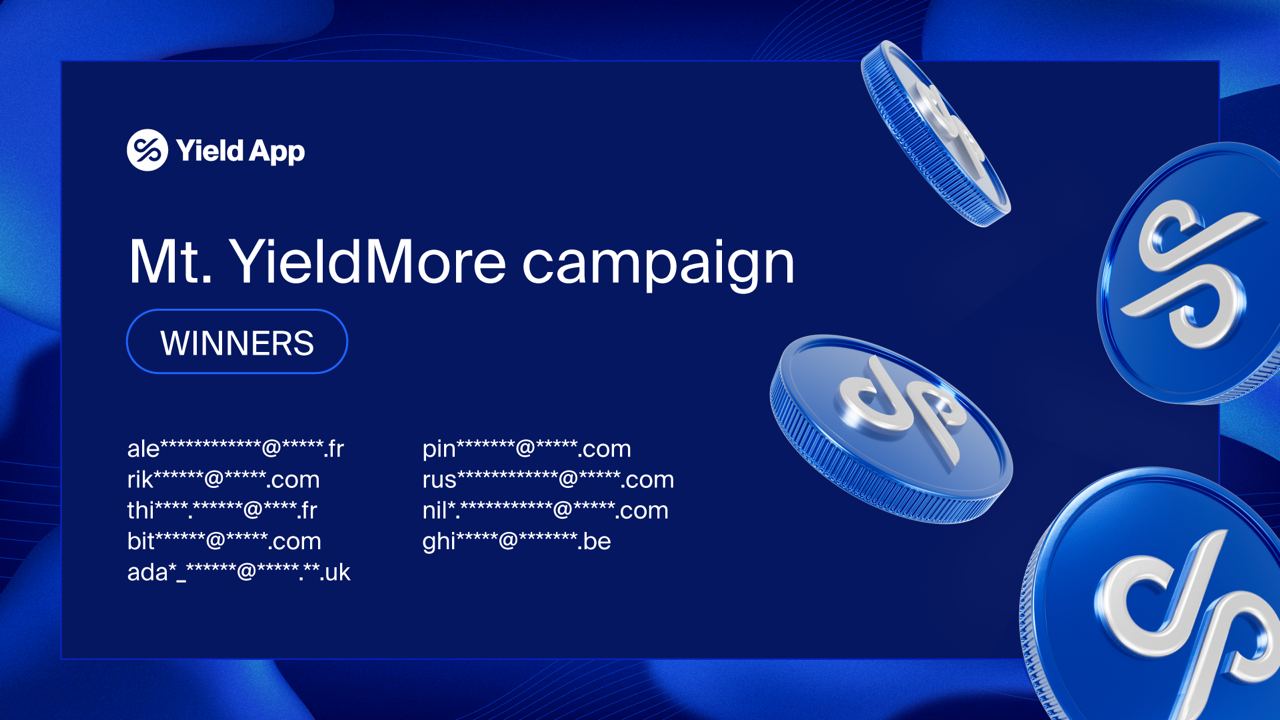 Yield App
Mt. YieldMore campaign
WINNERS
ale************@*****.fr
rik******@*****.com
thi****.******@****.fr
bit******@*****.com
ada*_******@*****.**.uk
pin*******@*****.com
rus************@*****.com
nil*.***********@*****.com
ghi*****@*******.be